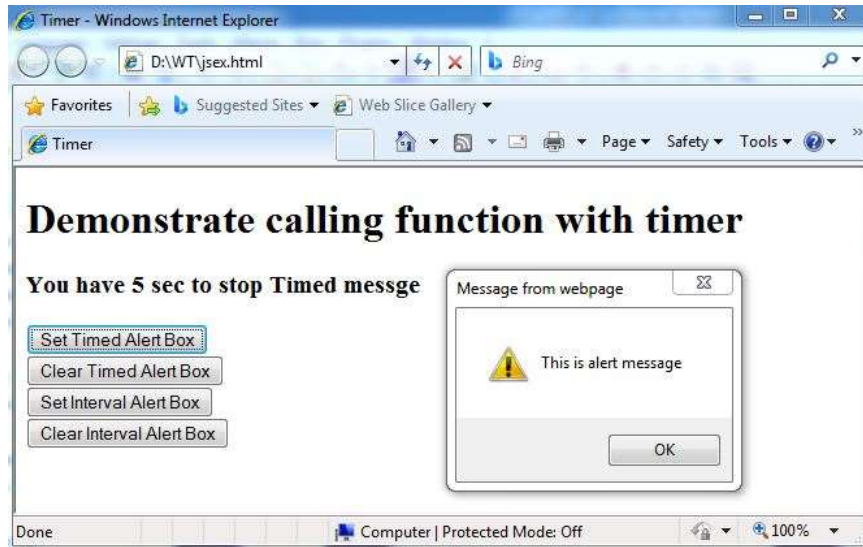 Timer - Windows Internet Explorer
D:\WT\jsex.html
Bing
Favorites
Suggested Sites
Web Slice Gallery
Timer
Page
Safety
Tools
»
Demonstrate calling function with timer
You have 5 sec to stop Timed messge
Set Timed Alert Box
Clear Timed Alert Box
Set Interval Alert Box
Clear Interval Alert Box
Message from webpage
This is alert message
OK
Done
Computer | Protected Mode: Off
100%